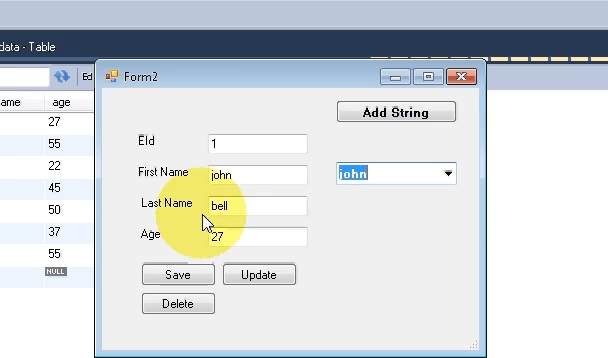 data - Table
Ed
ame age
27
55
22
45
50
37
55
NULL
Form2
Add String
EId 1
First Name john
john
Last Name bell
Age 27
Save Update
Delete